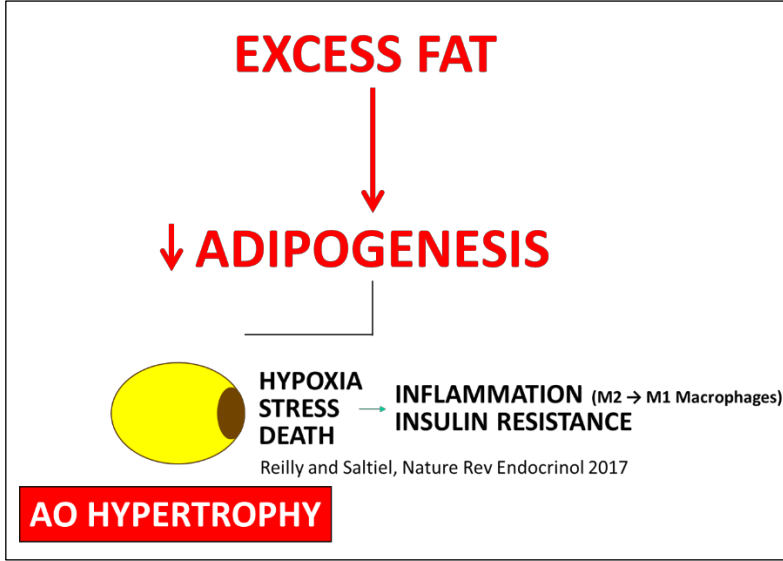 EXCESS FAT
↓ ADIPOGENESIS
HYPOXIA
STRESS
DEATH
INFLAMMATION (M2 → M1 Macrophages)
INSULIN RESISTANCE
Reilly and Saltiel, Nature Rev Endocrinol 2017
AO HYPERTROPHY